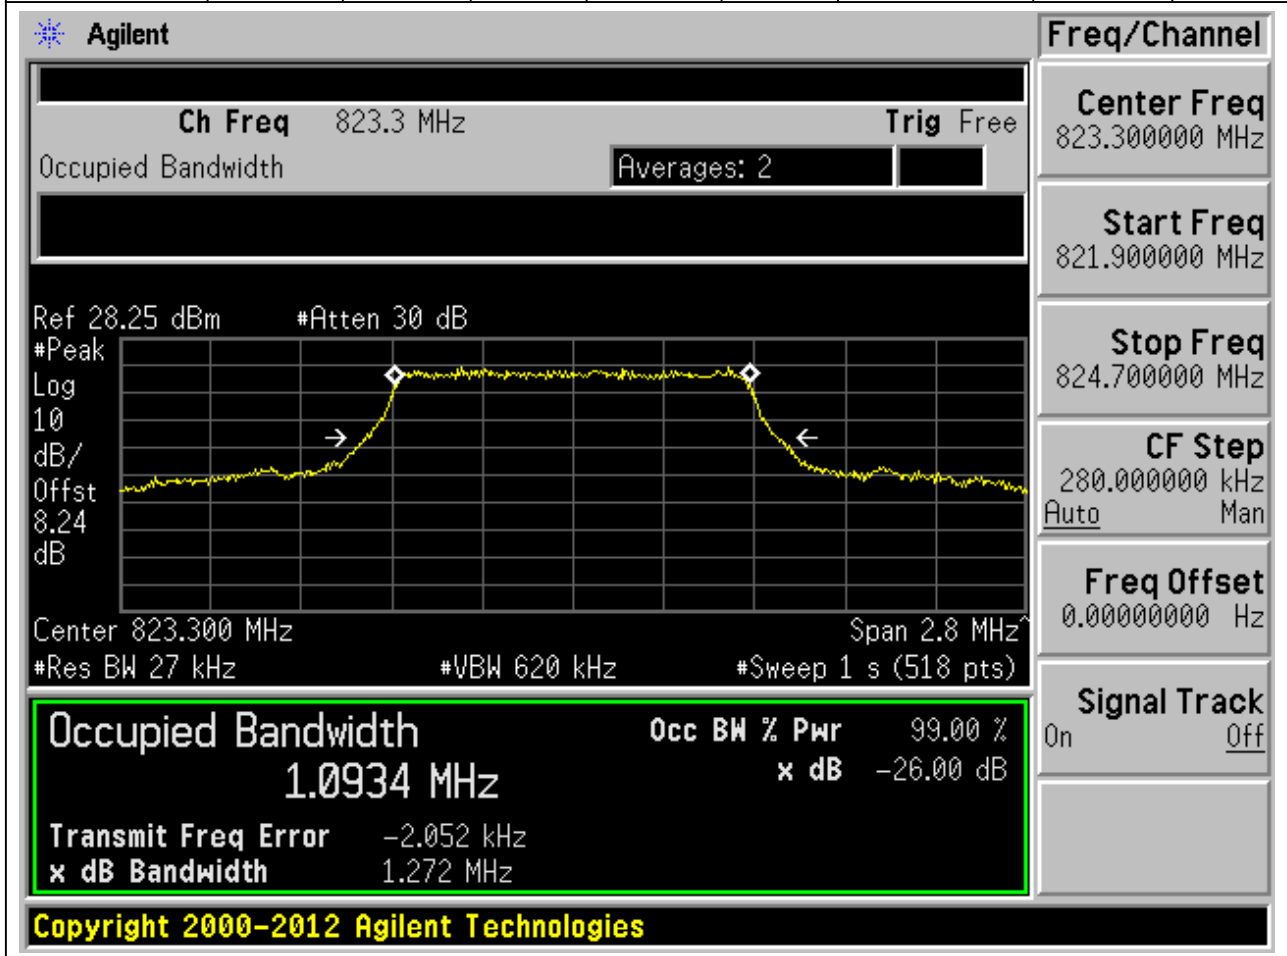 Agilent
Freq/Channel
Ch Freq 823.3 MHz Trig Free
Occupied Bandwidth Averages: 2
Center Freq
823.300000 MHz
Start Freq
821.900000 MHz
Stop Freq
824.700000 MHz
CF Step
280.000000 kHz
Auto Man
Freq Offset
0.00000000 Hz
Signal Track
On Off
Ref 28.25 dBm #Atten 30 dB
#Peak
Log
10
dB/
Offst
8.24
dB
Center 823.300 MHz Span 2.8 MHz^
#Res BW 27 kHz #VBW 620 kHz #Sweep 1 s (518 pts)
Occupied Bandwidth Occ BW % Pwr 99.00 %
1.0934 MHz x dB -26.00 dB
Transmit Freq Error -2.052 kHz
x dB Bandwidth 1.272 MHz
Copyright 2000-2012 Agilent Technologies